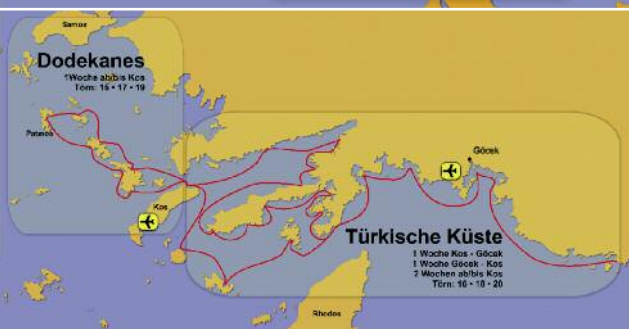 Samos
Dodekanes
1Woche ab/bis Kos
Törn: 15 • 17 • 19
Patmos
Kos
Göcek
Türkische Küste
1 Woche Kos - Göcek
1 Woche Göcek - Kos
2 Wochen ab/bis Kos
Törn: 16 • 18 • 20
Rhodos